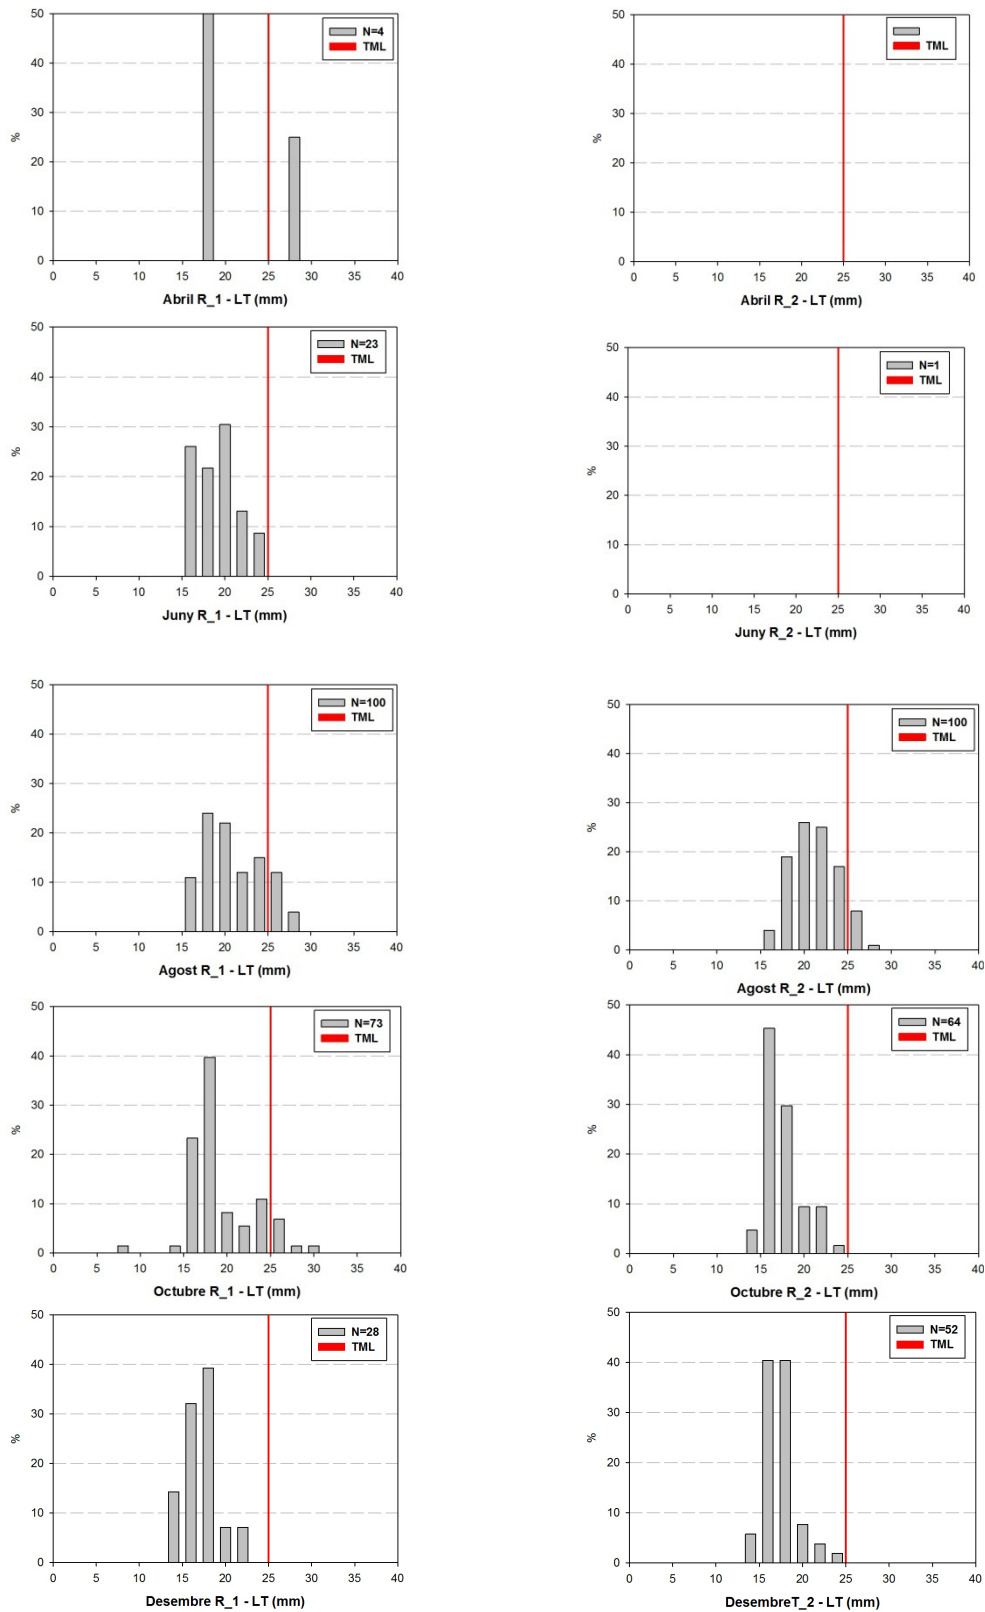 50
40
30
20
10
0
%
N=4
TML
0 5 10 15 20 25 30 35 40
Abril R_1 - LT (mm)
50
40
30
20
10
0
%
TML
0 5 10 15 20 25 30 35 40
Abril R_2 - LT (mm)
50
40
30
20
10
0
%
N=23
TML
0 5 10 15 20 25 30 35 40
Juny R_1 - LT (mm)
50
40
30
20
10
0
%
N=1
TML
0 5 10 15 20 25 30 35 40
Juny R_2 - LT (mm)
50
40
30
20
10
0
%
N=100
TML
0 5 10 15 20 25 30 35 40
Agost R_1 - LT (mm)
50
40
30
20
10
0
%
N=100
TML
0 5 10 15 20 25 30 35 40
Agost R_2 - LT (mm)
50
40
30
20
10
0
%
N=73
TML
0 5 10 15 20 25 30 35 40
Octubre R_1 - LT (mm)
50
40
30
20
10
0
%
N=64
TML
0 5 10 15 20 25 30 35 40
Octubre R_2 - LT (mm)
50
40
30
20
10
0
%
N=28
TML
0 5 10 15 20 25 30 35 40
Desembre R_1 - LT (mm)
50
40
30
20
10
0
%
N=52
TML
0 5 10 15 20 25 30 35 40
DesembreT_2 - LT (mm)